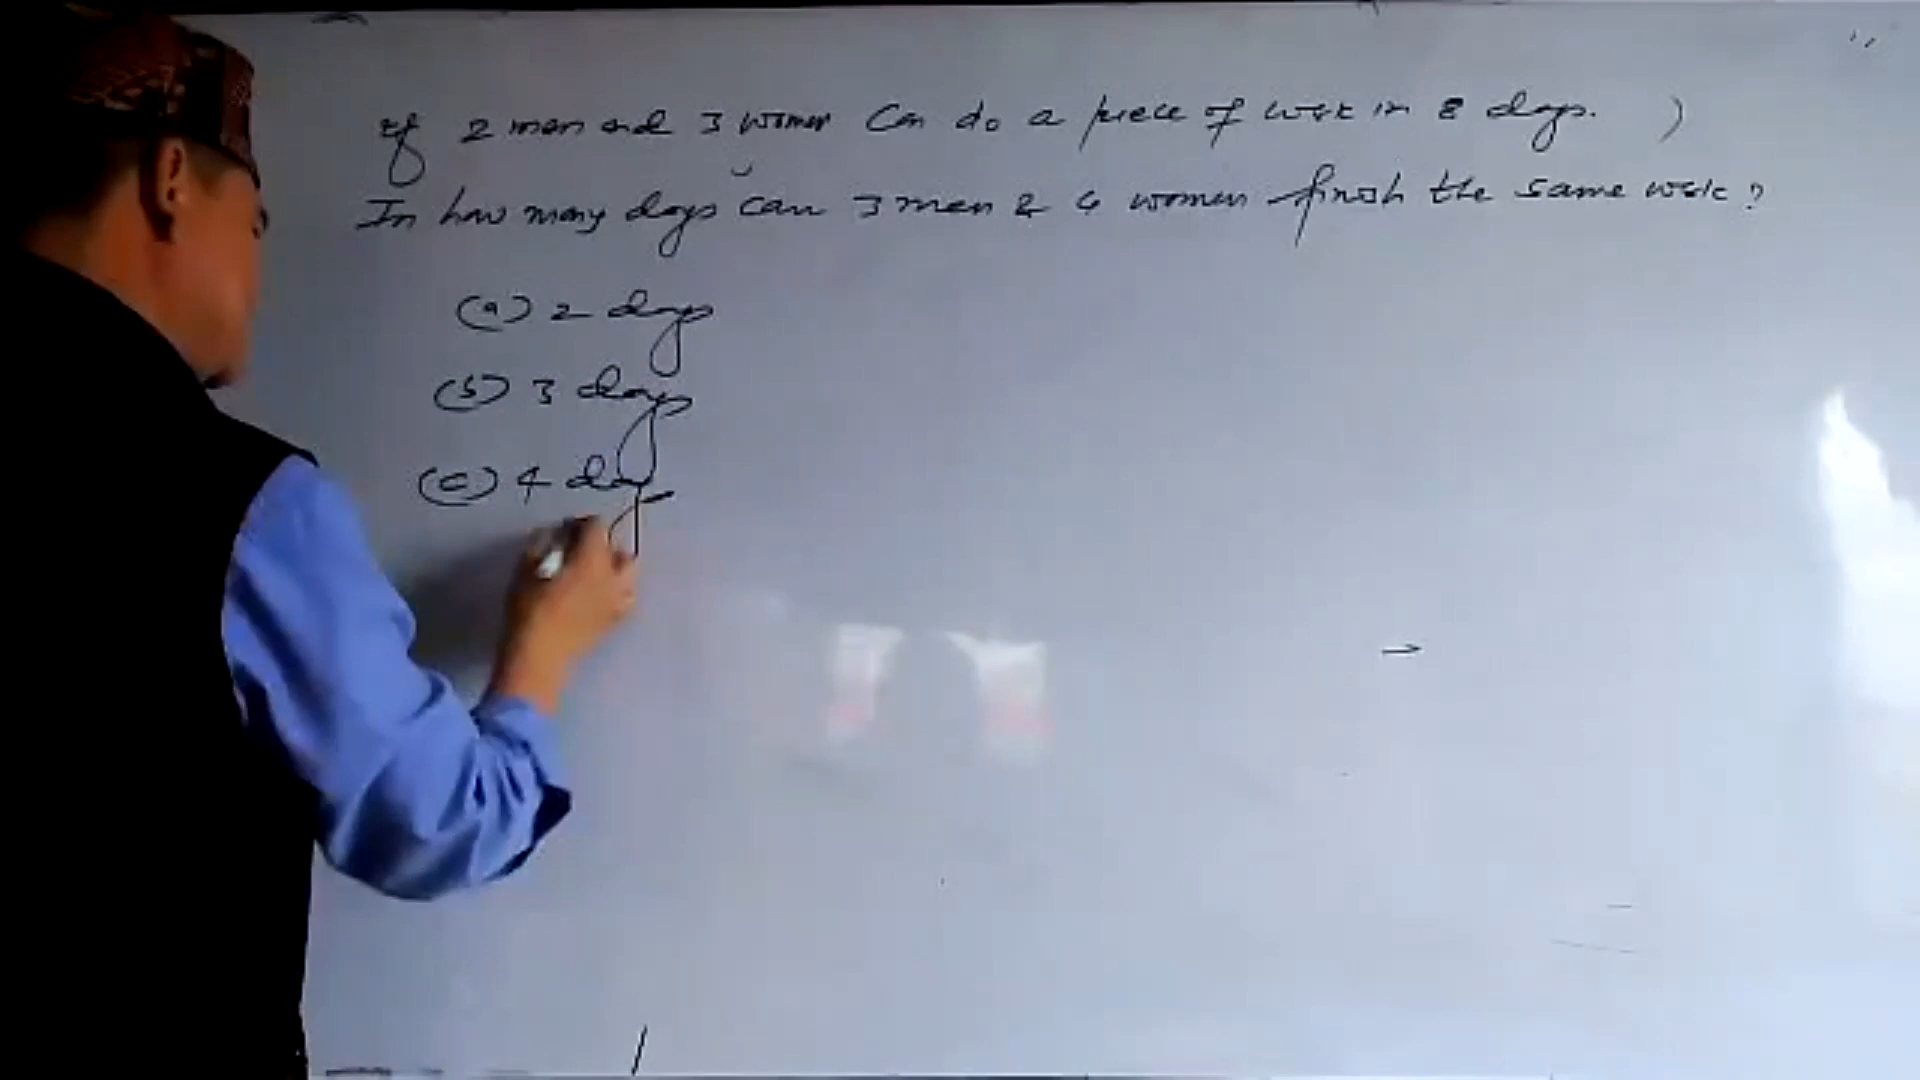 If 2 men and 3 women can do a piece of work in 8 days.
In how many days can 3 men & 6 women finish the same work?
(a) 2 days
(b) 3 days
(c) 4 day